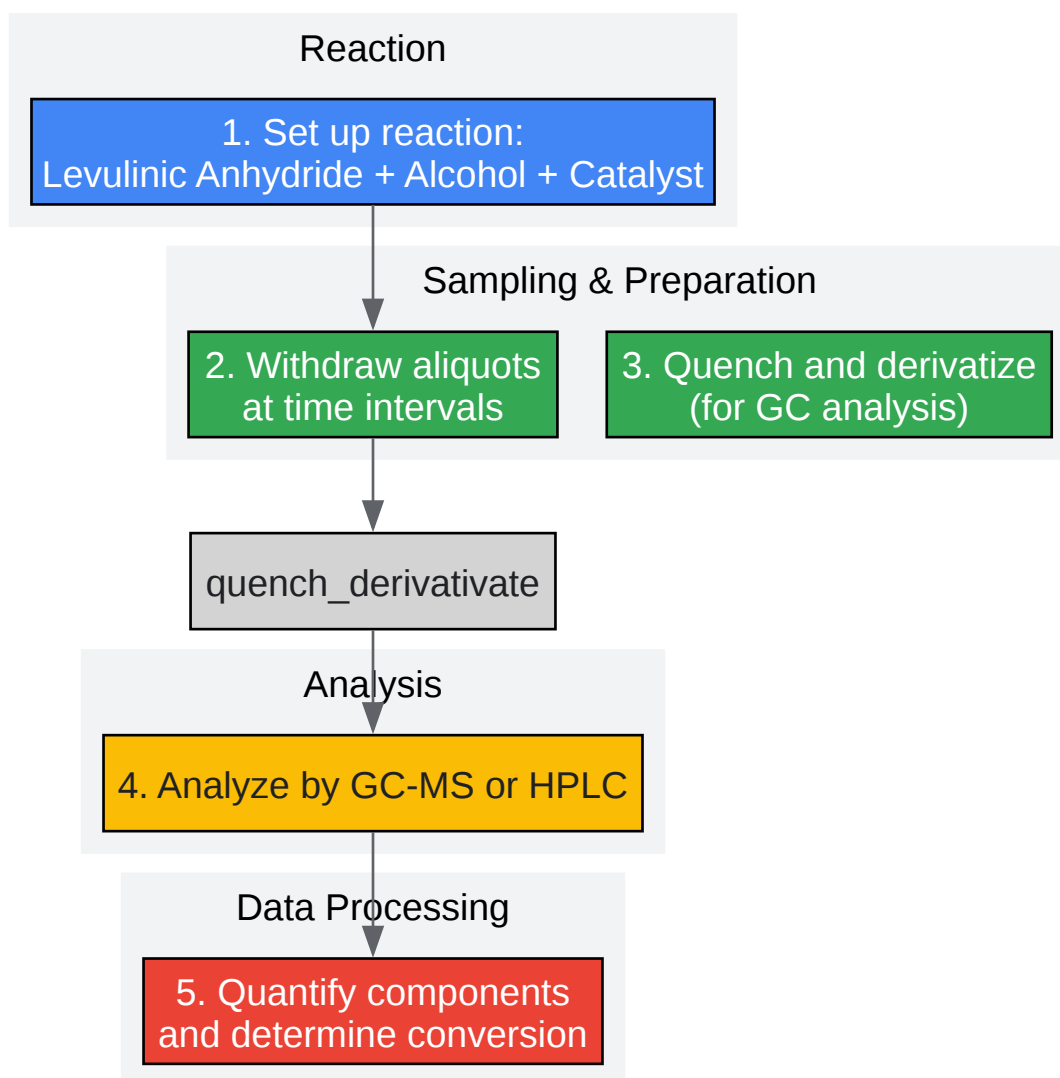 Reaction
1. Set up reaction:
Levulinic Anhydride + Alcohol + Catalyst
Sampling & Preparation
2. Withdraw aliquots
at time intervals
3. Quench and derivatize
(for GC analysis)
quench_derivativate
Analysis
4. Analyze by GC-MS or HPLC
Data Processing
5. Quantify components
and determine conversion